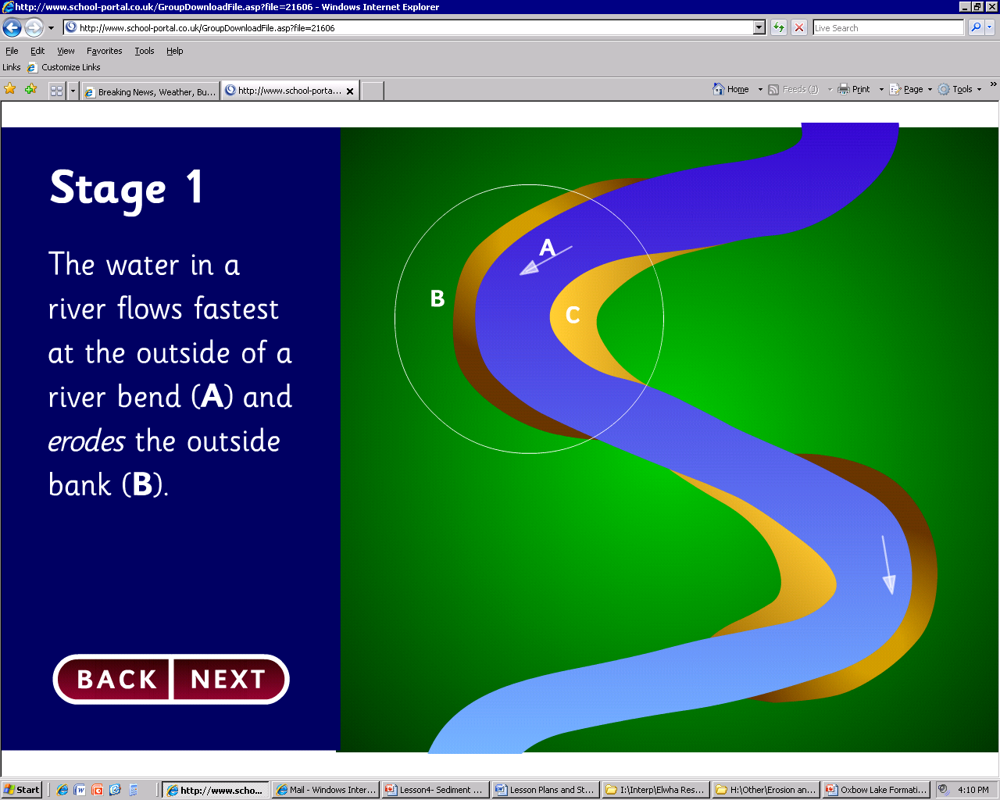 http://www.school-portal.co.uk/GroupDownloadFile.asp?file=21606 - Windows Internet Explorer
http://www.school-portal.co.uk/GroupDownloadFile.asp?file=21606 Live Search
File Edit View Favorites Tools Help
Links Customize Links
Breaking News, Weather, Bu... http://www.school-porta... Home Feeds (J) Print Page Tools »
Stage 1
The water in a
river flows fastest
at the outside of a
river bend (A) and
erodes the outside
bank (B).
A
B
C
BACK NEXT
Start http://www.scho... Mail - Windows Inter... Lesson4- Sediment ... Lesson Plans and St... I:\Interp\Elwha Res... H:\Other\Erosion an... Oxbow Lake Formati... 4:10 PM